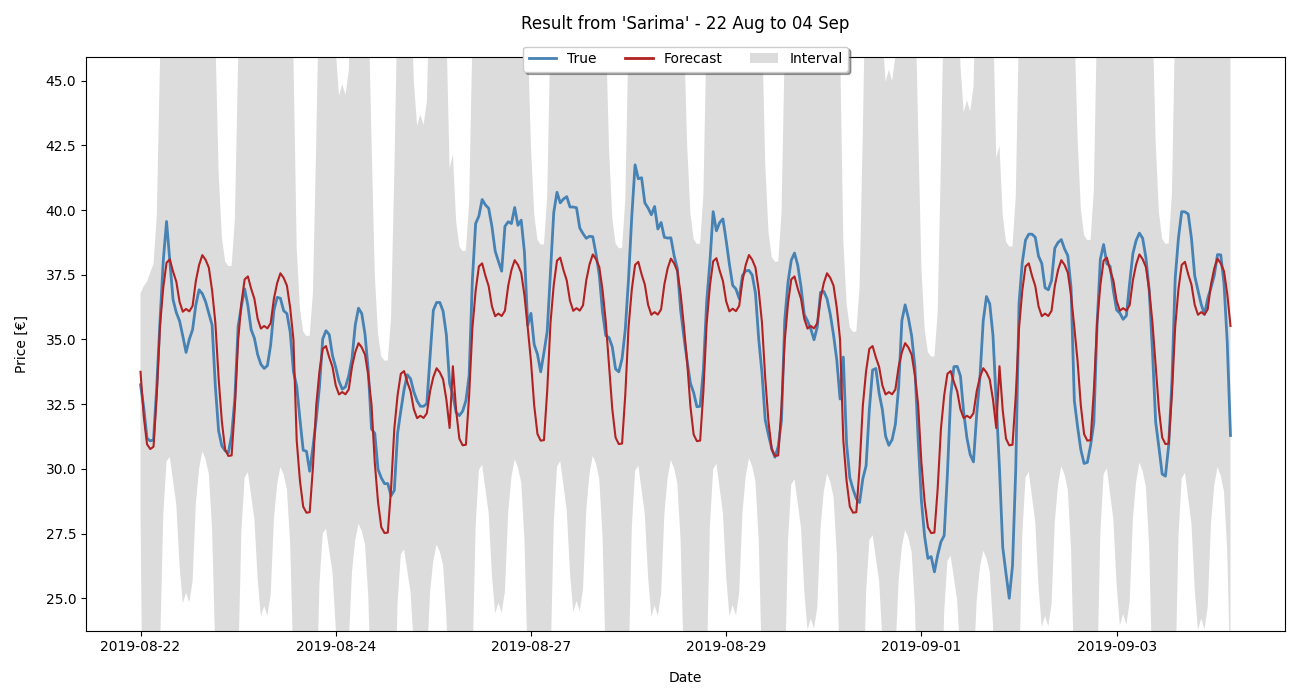 Result from 'Sarima' - 22 Aug to 04 Sep
True Forecast Interval
45.0
42.5
40.0
37.5
35.0
32.5
30.0
27.5
25.0
Price [€]
2019-08-22 2019-08-24 2019-08-27 2019-08-29 2019-09-01 2019-09-03
Date